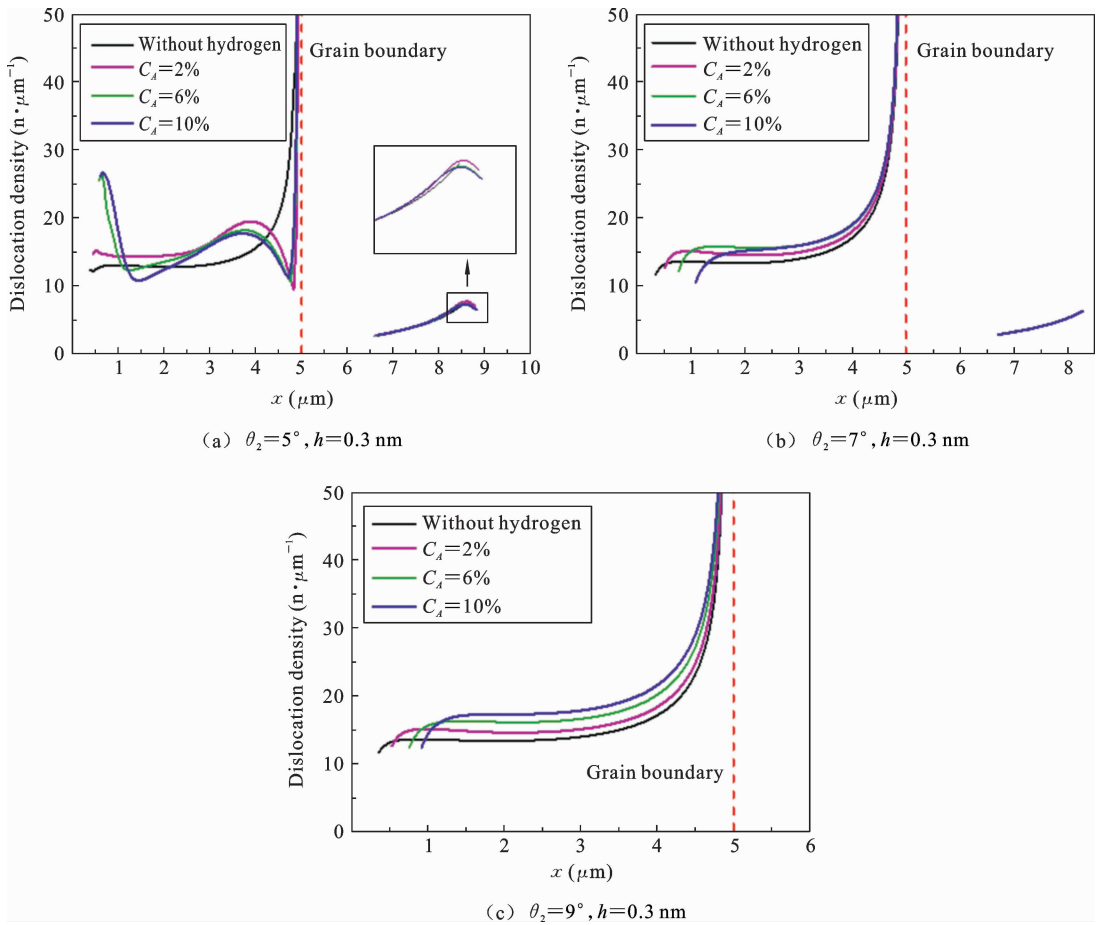 50
40
30
20
10
0
Dislocation density (n·μm⁻¹)
Without hydrogen
C_A=2%
C_A=6%
C_A=10%
Grain boundary
1 2 3 4 5 6 7 8 9 10
x (μm)
(a) θ₂=5°, h=0.3 nm
50
40
30
20
10
0
Dislocation density (n·μm⁻¹)
Without hydrogen
C_A=2%
C_A=6%
C_A=10%
Grain boundary
1 2 3 4 5 6 7 8
x (μm)
(b) θ₂=7°, h=0.3 nm
50
40
30
20
10
0
Dislocation density (n·μm⁻¹)
Without hydrogen
C_A=2%
C_A=6%
C_A=10%
Grain boundary
1 2 3 4 5 6
x (μm)
(c) θ₂=9°, h=0.3 nm